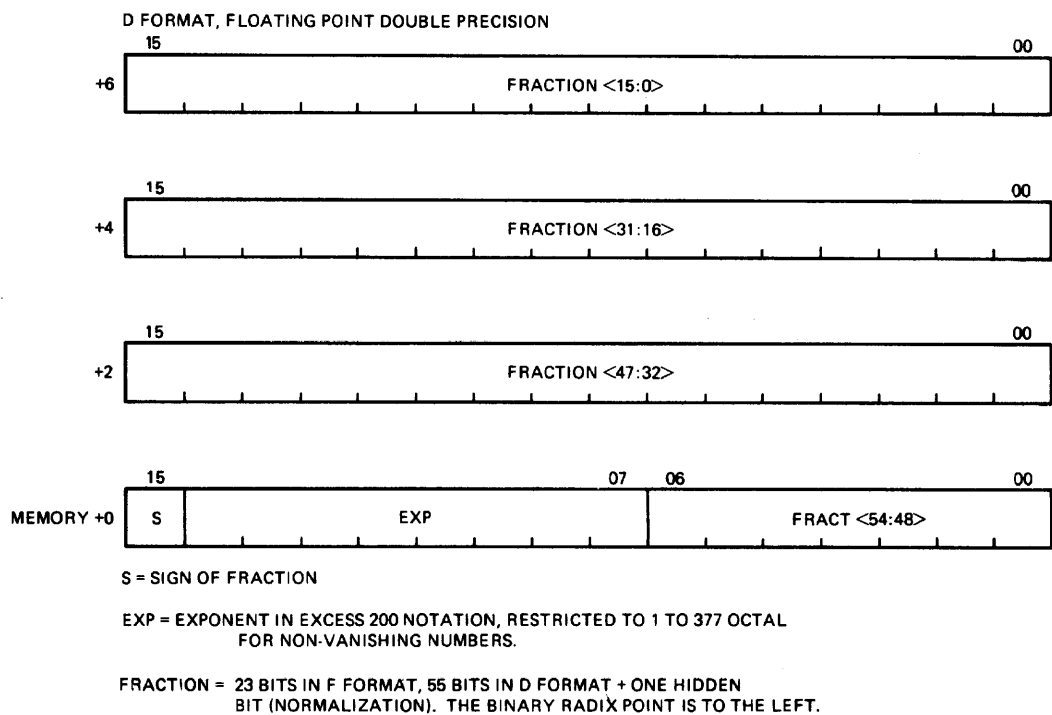 D FORMAT, FLOATING POINT DOUBLE PRECISION
15 00
+6 FRACTION <15:0>
15 00
+4 FRACTION <31:16>
15 00
+2 FRACTION <47:32>
15 07 06 00
MEMORY +0 S EXP FRACT <54:48>
S = SIGN OF FRACTION
EXP = EXPONENT IN EXCESS 200 NOTATION, RESTRICTED TO 1 TO 377 OCTAL
FOR NON-VANISHING NUMBERS.
FRACTION = 23 BITS IN F FORMAT, 55 BITS IN D FORMAT + ONE HIDDEN
BIT (NORMALIZATION). THE BINARY RADIX POINT IS TO THE LEFT.